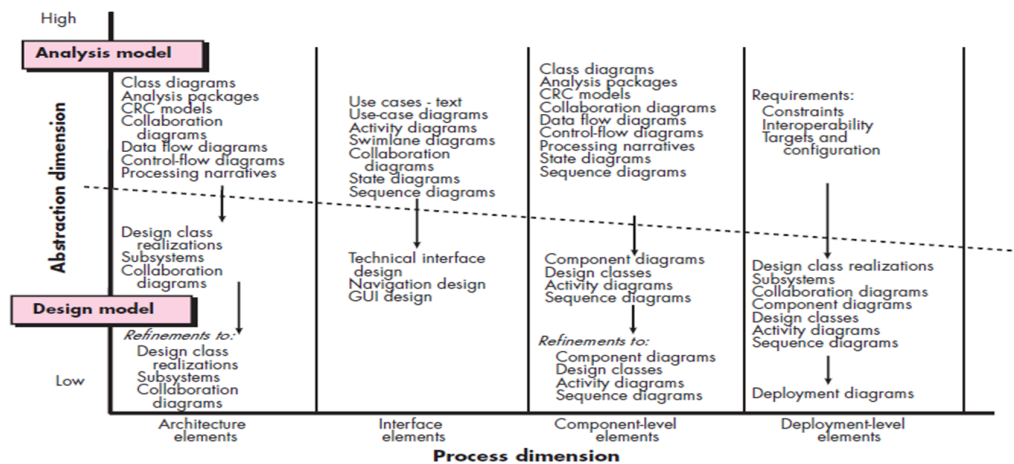 High
Analysis model
Abstraction dimension
Design model
Low
Class diagrams
Analysis packages
CRC models
Collaboration
diagrams
Data flow diagrams
Control-flow diagrams
Processing narratives
Design class
realizations
Subsystems
Collaboration
diagrams
Refinements to:
Design class
realizations
Subsystems
Collaboration
diagrams
Use cases - text
Use-case diagrams
Activity diagrams
Swimlane diagrams
Collaboration
diagrams
State diagrams
Sequence diagrams
Technical interface
design
Navigation design
GUI design
Class diagrams
Analysis packages
CRC models
Collaboration diagrams
Data flow diagrams
Control-flow diagrams
Processing narratives
State diagrams
Sequence diagrams
Component diagrams
Design classes
Activity diagrams
Sequence diagrams
Refinements to:
Component diagrams
Design classes
Activity diagrams
Sequence diagrams
Requirements:
Constraints
Interoperability
Targets and
configuration
Design class realizations
Subsystems
Collaboration diagrams
Component diagrams
Design classes
Activity diagrams
Sequence diagrams
Deployment diagrams
Architecture
elements
Interface
elements
Component-level
elements
Deployment-level
elements
Process dimension